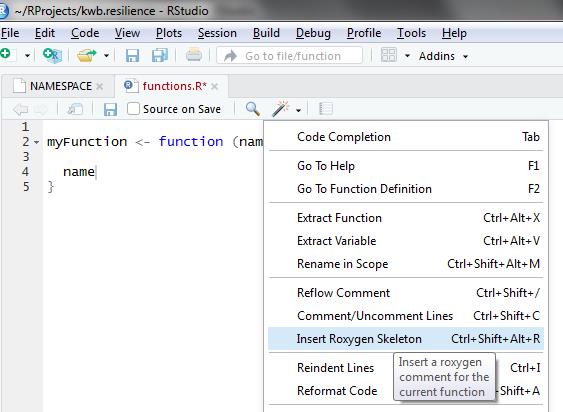 ~/RProjects/kwb.resilience - RStudio
File Edit Code View Plots Session Build Debug Profile Tools Help
Go to file/function Addins
NAMESPACE × functions.R* ×
Source on Save
1
2 myFunction <- function (nam
3
4 name
5 }
Code Completion Tab
Go To Help F1
Go To Function Definition F2
Extract Function Ctrl+Alt+X
Extract Variable Ctrl+Alt+V
Rename in Scope Ctrl+Shift+Alt+M
Reflow Comment Ctrl+Shift+/
Comment/Uncomment Lines Ctrl+Shift+C
Insert Roxygen Skeleton Ctrl+Shift+Alt+R
Reindent Lines Ctrl+I
Reformat Code +Shift+A
Insert a roxygen
comment for the
current function